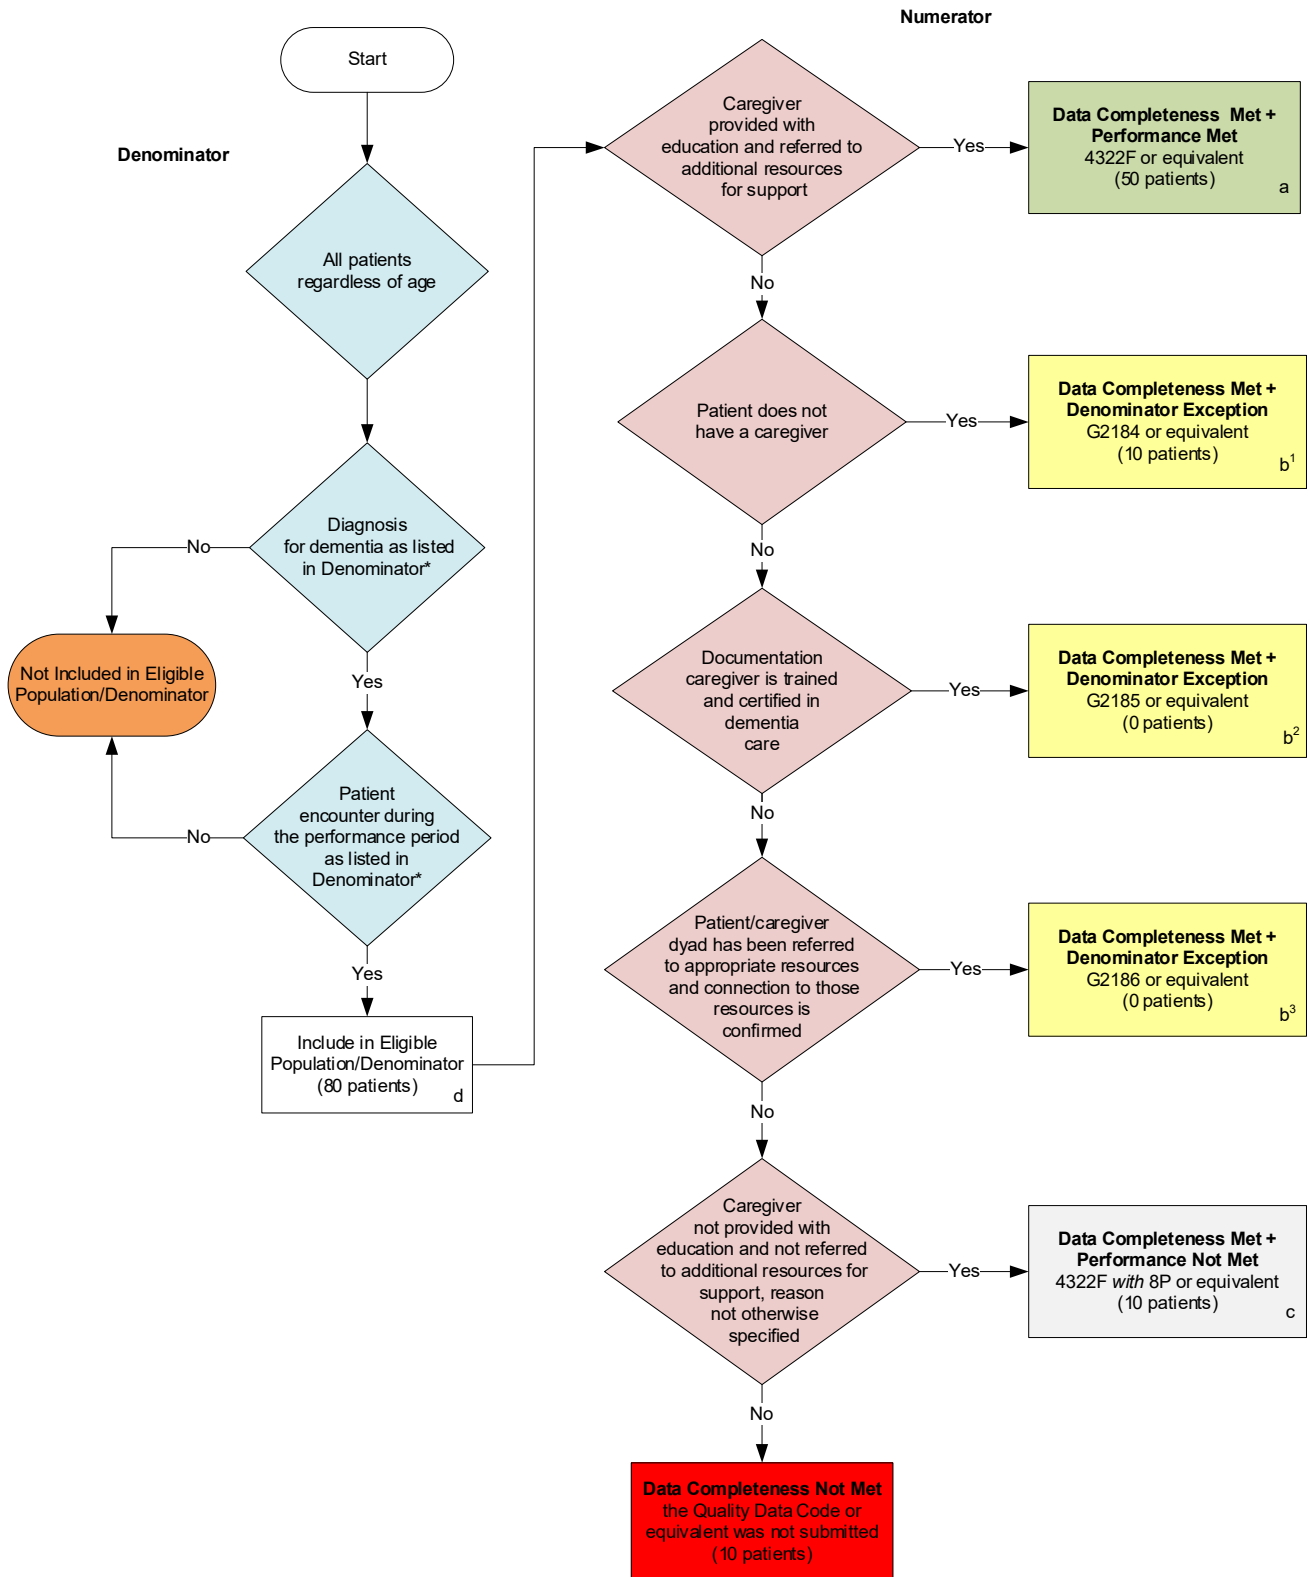 Numerator
Start
Denominator
All patients
regardless of age
Diagnosis
for dementia as listed
in Denominator*
No
Yes
Not Included in Eligible
Population/Denominator
Patient
encounter during
the performance period
as listed in
Denominator*
No
Yes
Include in Eligible
Population/Denominator
(80 patients)
d
Caregiver
provided with
education and referred to
additional resources
for support
Yes
Data Completeness Met +
Performance Met
4322F or equivalent
(50 patients)
a
No
Patient does not
have a caregiver
Yes
Data Completeness Met +
Denominator Exception
G2184 or equivalent
(10 patients)
b¹
No
Documentation
caregiver is trained
and certified in
dementia
care
Yes
Data Completeness Met +
Denominator Exception
G2185 or equivalent
(0 patients)
b²
No
Patient/caregiver
dyad has been referred
to appropriate resources
and connection to those
resources is
confirmed
Yes
Data Completeness Met +
Denominator Exception
G2186 or equivalent
(0 patients)
b³
No
Caregiver
not provided with
education and not referred
to additional resources for
support, reason
not otherwise
specified
Yes
Data Completeness Met +
Performance Not Met
4322F with 8P or equivalent
(10 patients)
c
No
Data Completeness Not Met
the Quality Data Code or
equivalent was not submitted
(10 patients)